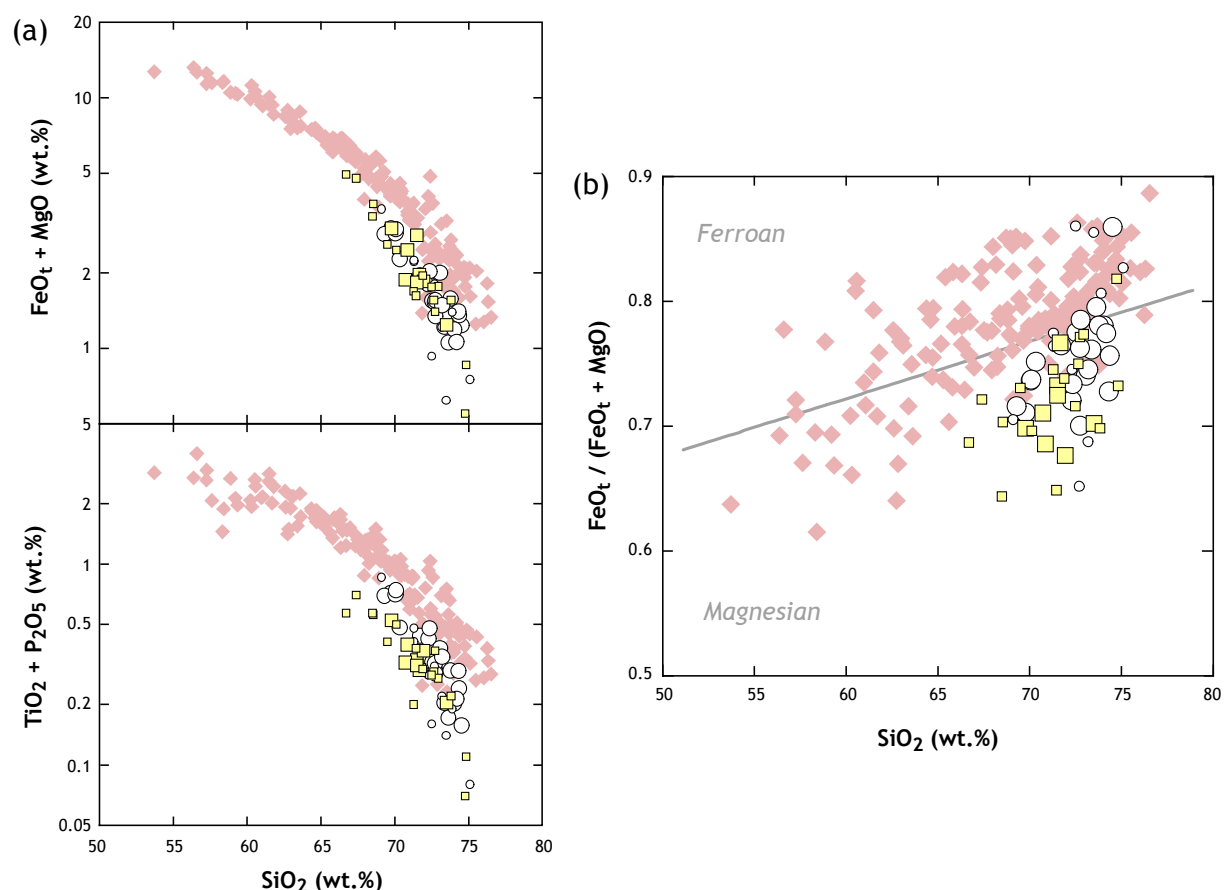 (a)
20
10
5
2
1
5
FeOₜ + MgO (wt.%)
2
1
0.5
0.2
0.1
0.05
TiO₂ + P₂O₅ (wt.%)
50 55 60 65 70 75 80
SiO₂ (wt.%)
(b)
0.9
0.8
0.7
0.6
0.5
FeOₜ / (FeOₜ + MgO)
Ferroan
Magnesian
50 55 60 65 70 75 80
SiO₂ (wt.%)